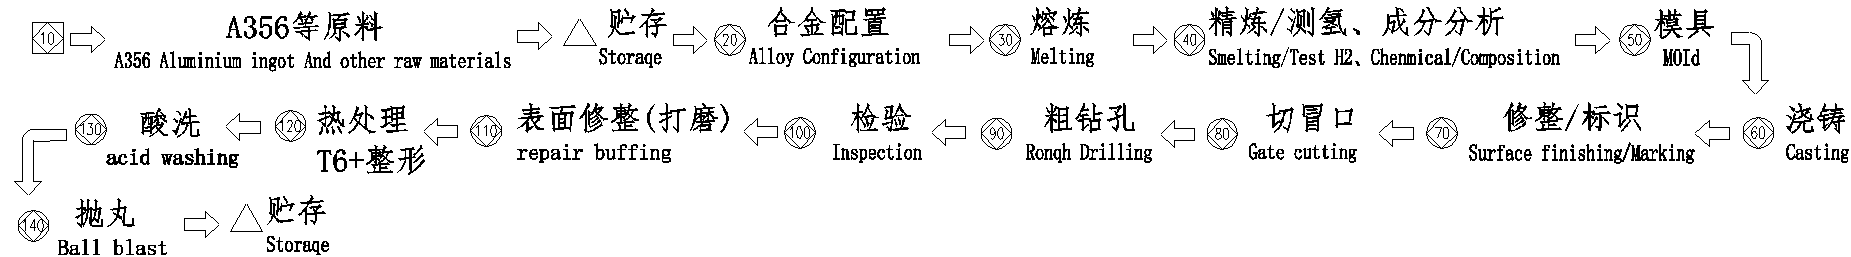 10
A356等原料
A356 Aluminium ingot And other raw materials
贮存
Storaqe
20
合金配置
Alloy Configuration
30
熔炼
Melting
40
精炼/测氢、成分分析
Smelting/Test H2、Chenmical/Composition
50
模具
MOId
60
浇铸
Casting
70
修整/标识
Surface finishing/Marking
80
切冒口
Gate cutting
90
粗钻孔
Ronqh Drilling
100
检验
Inspection
110
表面修整(打磨)
repair buffing
120
热处理
T6+整形
130
酸洗
acid washing
140
抛丸
Ball blast
贮存
Storaqe